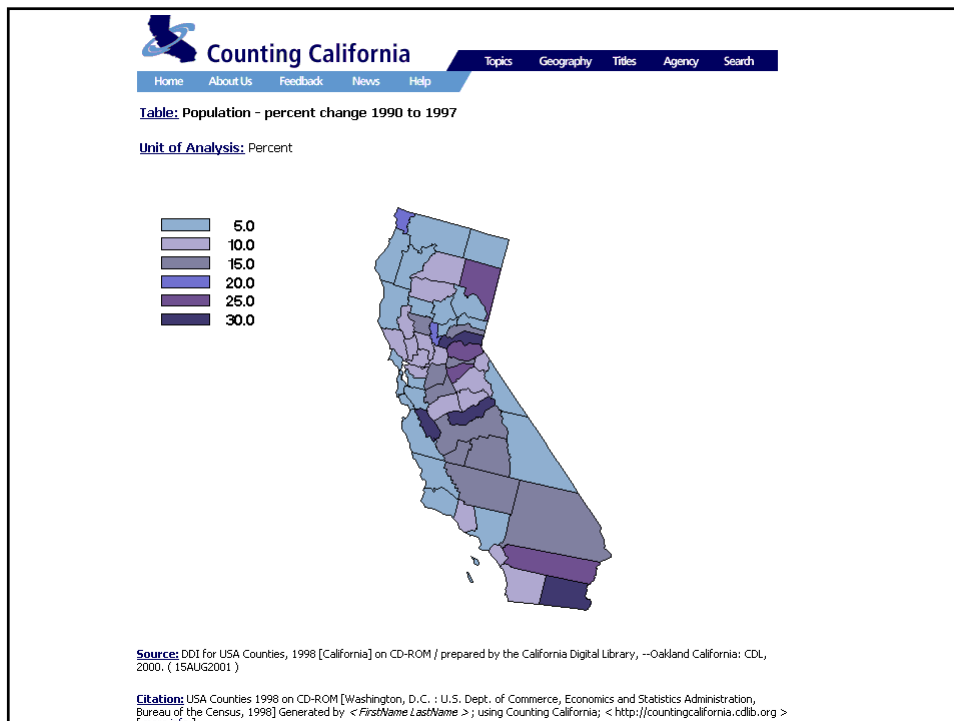 Counting California
Topics Geography Titles Agency Search
Home About Us Feedback News Help
Table: Population - percent change 1990 to 1997
Unit of Analysis: Percent
5.0
10.0
15.0
20.0
25.0
30.0
Source: DDI for USA Counties, 1998 [California] on CD-ROM / prepared by the California Digital Library, --Oakland California: CDL,
2000. ( 15AUG2001 )
Citation: USA Counties 1998 on CD-ROM [Washington, D.C. : U.S. Dept. of Commerce, Economics and Statistics Administration,
Bureau of the Census, 1998] Generated by < FirstName LastName > ; using Counting California; < http://countingcalifornia.cdlib.org >